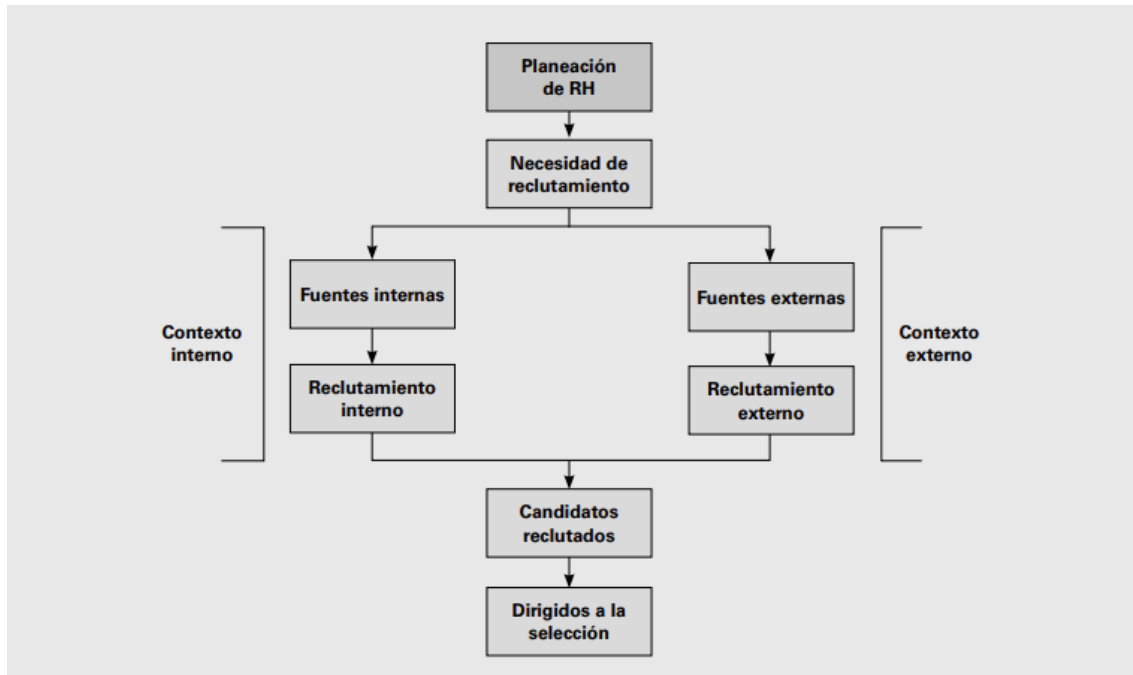 Planeación
de RH
Necesidad de
reclutamiento
Fuentes internas
Fuentes externas
Contexto
interno
Contexto
externo
Reclutamiento
interno
Reclutamiento
externo
Candidatos
reclutados
Dirigidos a la
selección